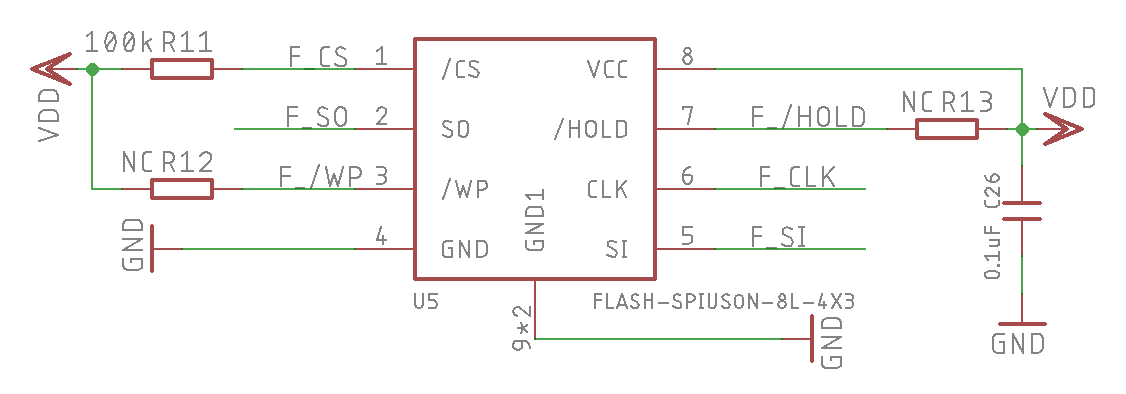 100k R11
F_CS
1
/CS
VCC
8
VDD
F_SO
2
SO
/HOLD
7
F_/HOLD
NC R13
VDD
NC R12
F_/WP
3
/WP
CLK
6
F_CLK
GND
4
GND
GND1
SI
5
F_SI
0.1uF C26
U5
FLASH-SPIUSON-8L-4X3
9*2
GND
GND